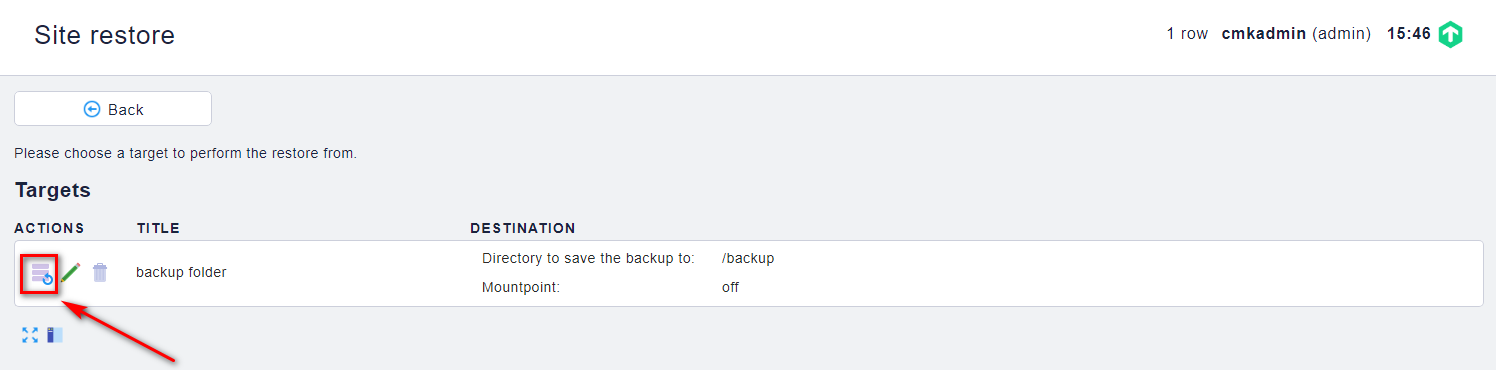 Site restore
1 row cmkadmin (admin) 15:46
Back
Please choose a target to perform the restore from.
Targets
ACTIONS TITLE DESTINATION
backup folder
Directory to save the backup to: /backup
Mountpoint: off